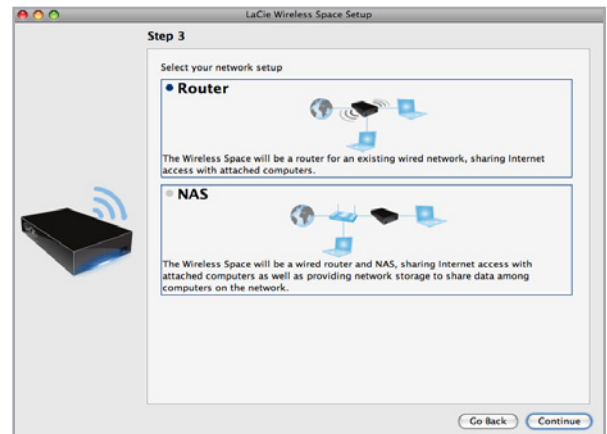 LaCie Wireless Space Setup
Step 3
Select your network setup
Router
The Wireless Space will be a router for an existing wired network, sharing Internet
access with attached computers.
NAS
The Wireless Space will be a wired router and NAS, sharing Internet access with
attached computers as well as providing network storage to share data among
computers on the network.
Go Back Continue